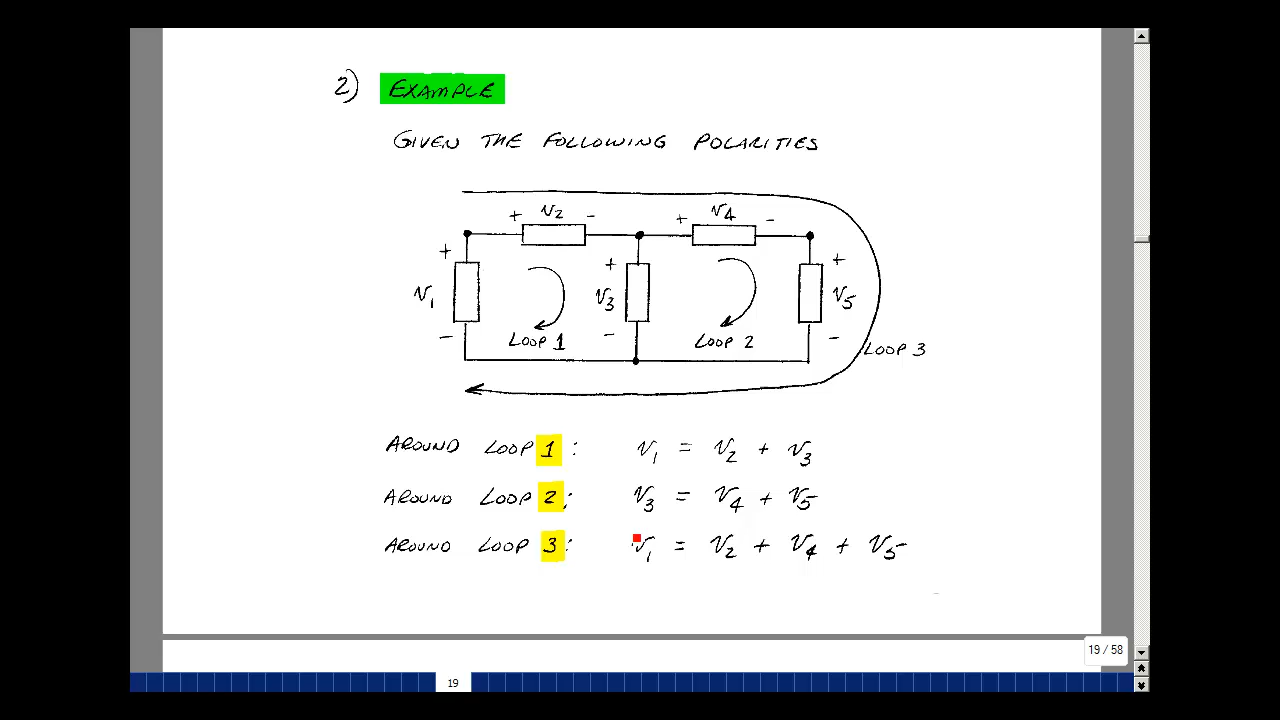 2) EXAMPLE
GIVEN THE FOLLOWING POLARITIES
+ V2 - + V4 -
+ + +
V1 V3 V5
- - -
LOOP 1 LOOP 2 LOOP 3
AROUND LOOP 1: V1 = V2 + V3
AROUND LOOP 2; V3 = V4 + V5
AROUND LOOP 3: V1 = V2 + V4 + V5
19 / 58
19